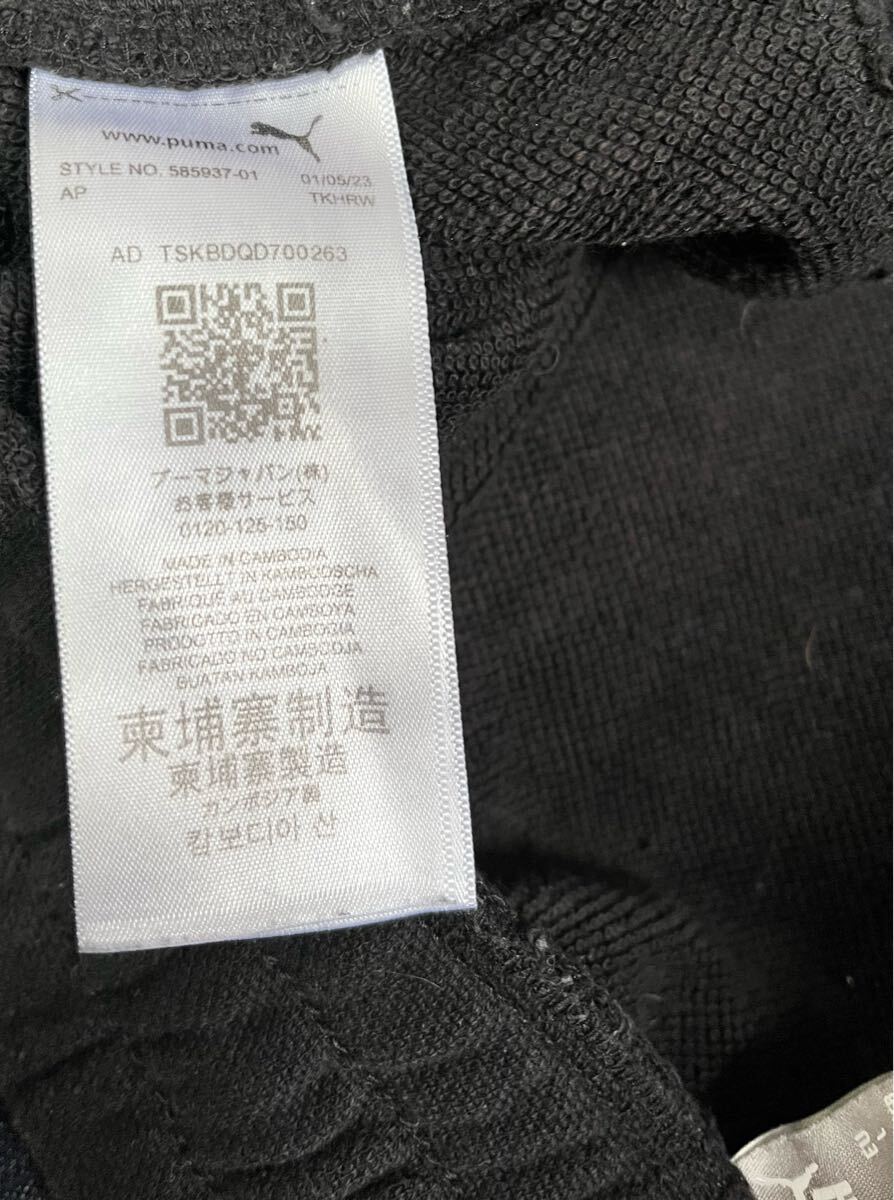 www.puma.com
STYLE NO. 585937-01 01/05/23
AP TKHRW
AD TSKBDQD700263
プーマジャパン(株)
お客様サービス
0120-125-150
MADE IN CAMBODIA
HERGESTELLT IN KAMBODSCHA
FABRIQUE AU CAMBODGE
FABRICADO EN CAMBOYA
PRODOTTO IN CAMBOGIA
FABRICADO NO CAMBODJA
BUATAN KAMBOJA
柬埔寨制造
柬埔寨製造
カンボジア製
캄보디아 산
EU